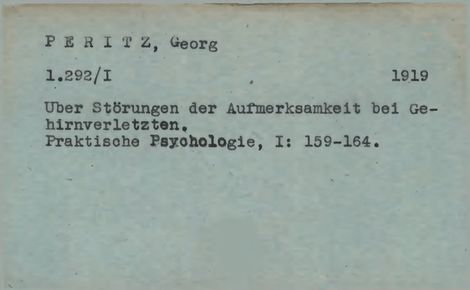 P E R I T Z, Georg
1.292/I 1919
Uber Störungen der Aufmerksamkeit bei Ge-
hirnverletzten.
Praktische Psychologie, I: 159-164.